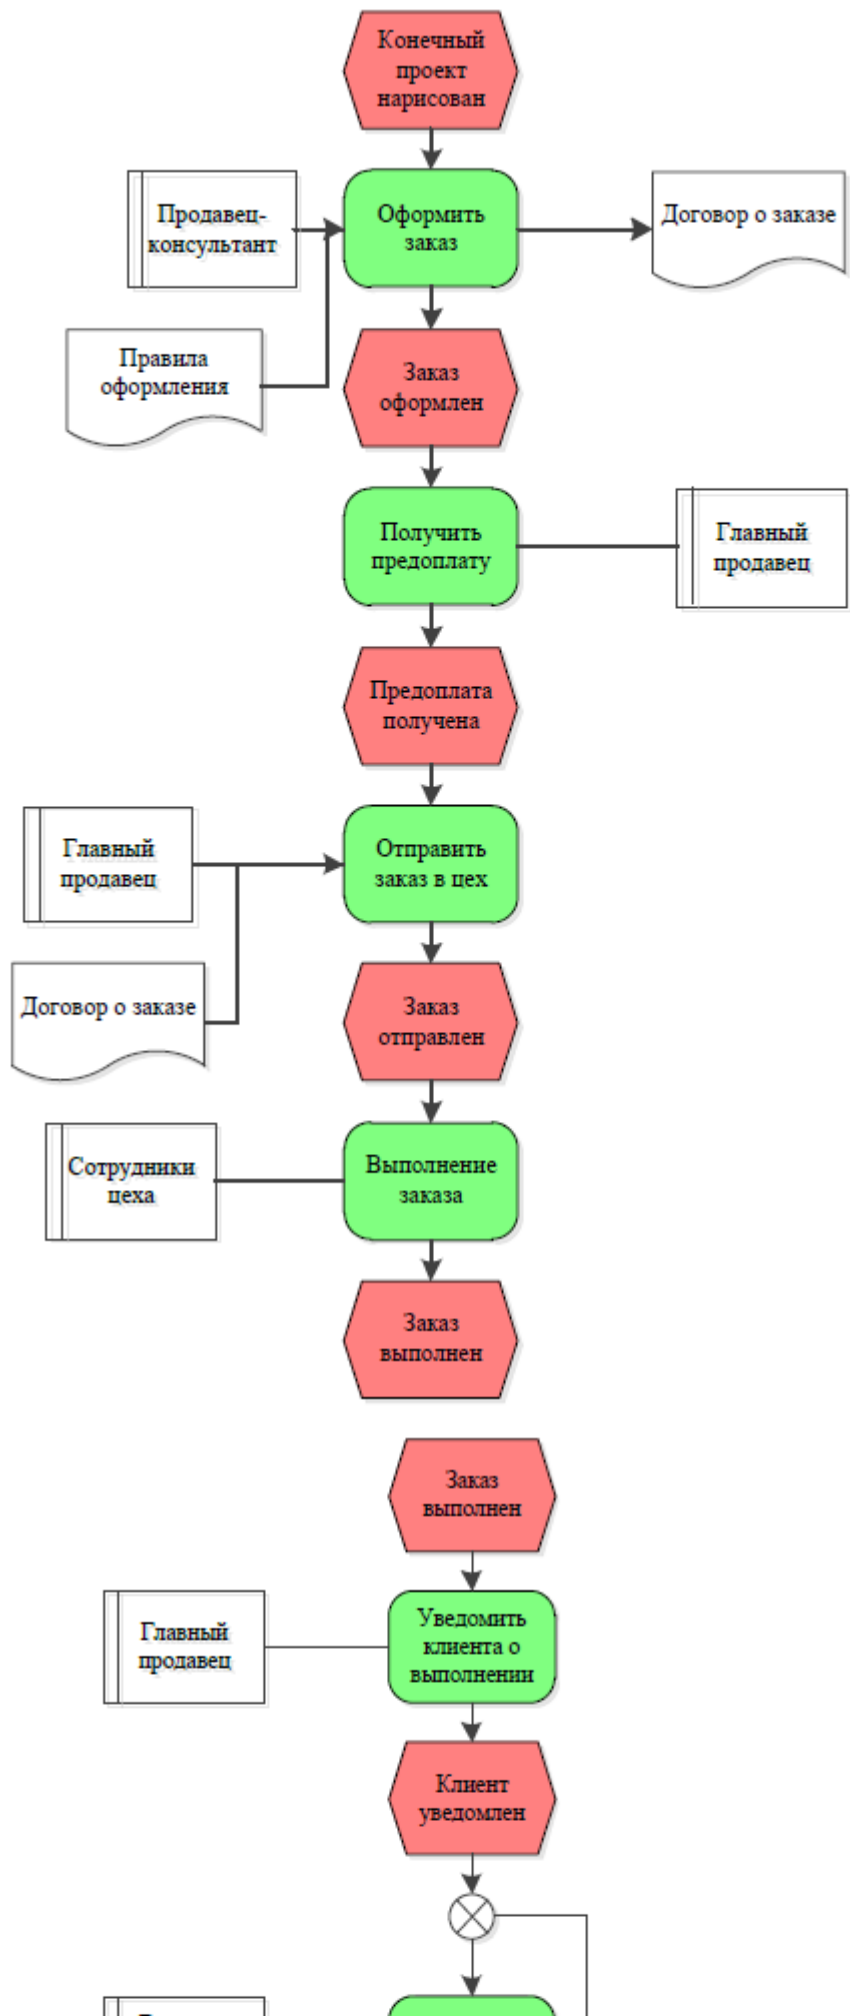 Конечный
проект
нарисован
Продавец-
консультант
Оформить
заказ
Договор о заказе
Правила
оформления
Заказ
оформлен
Получить
предоплату
Главный
продавец
Предоплата
получена
Главный
продавец
Отправить
заказ в цех
Договор о заказе
Заказ
отправлен
Сотрудники
цеха
Выполнение
заказа
Заказ
выполнен
Заказ
выполнен
Главный
продавец
Уведомить
клиента о
выполнении
Клиент
уведомлен